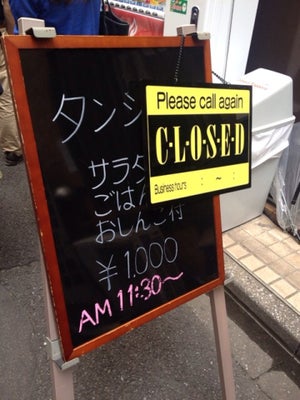 タンシ
Please call again
C·L·O·S·E·D
Business hours : ～ :
サラダ
ごはん
おしんこ付
¥1,000
AM 11:30～